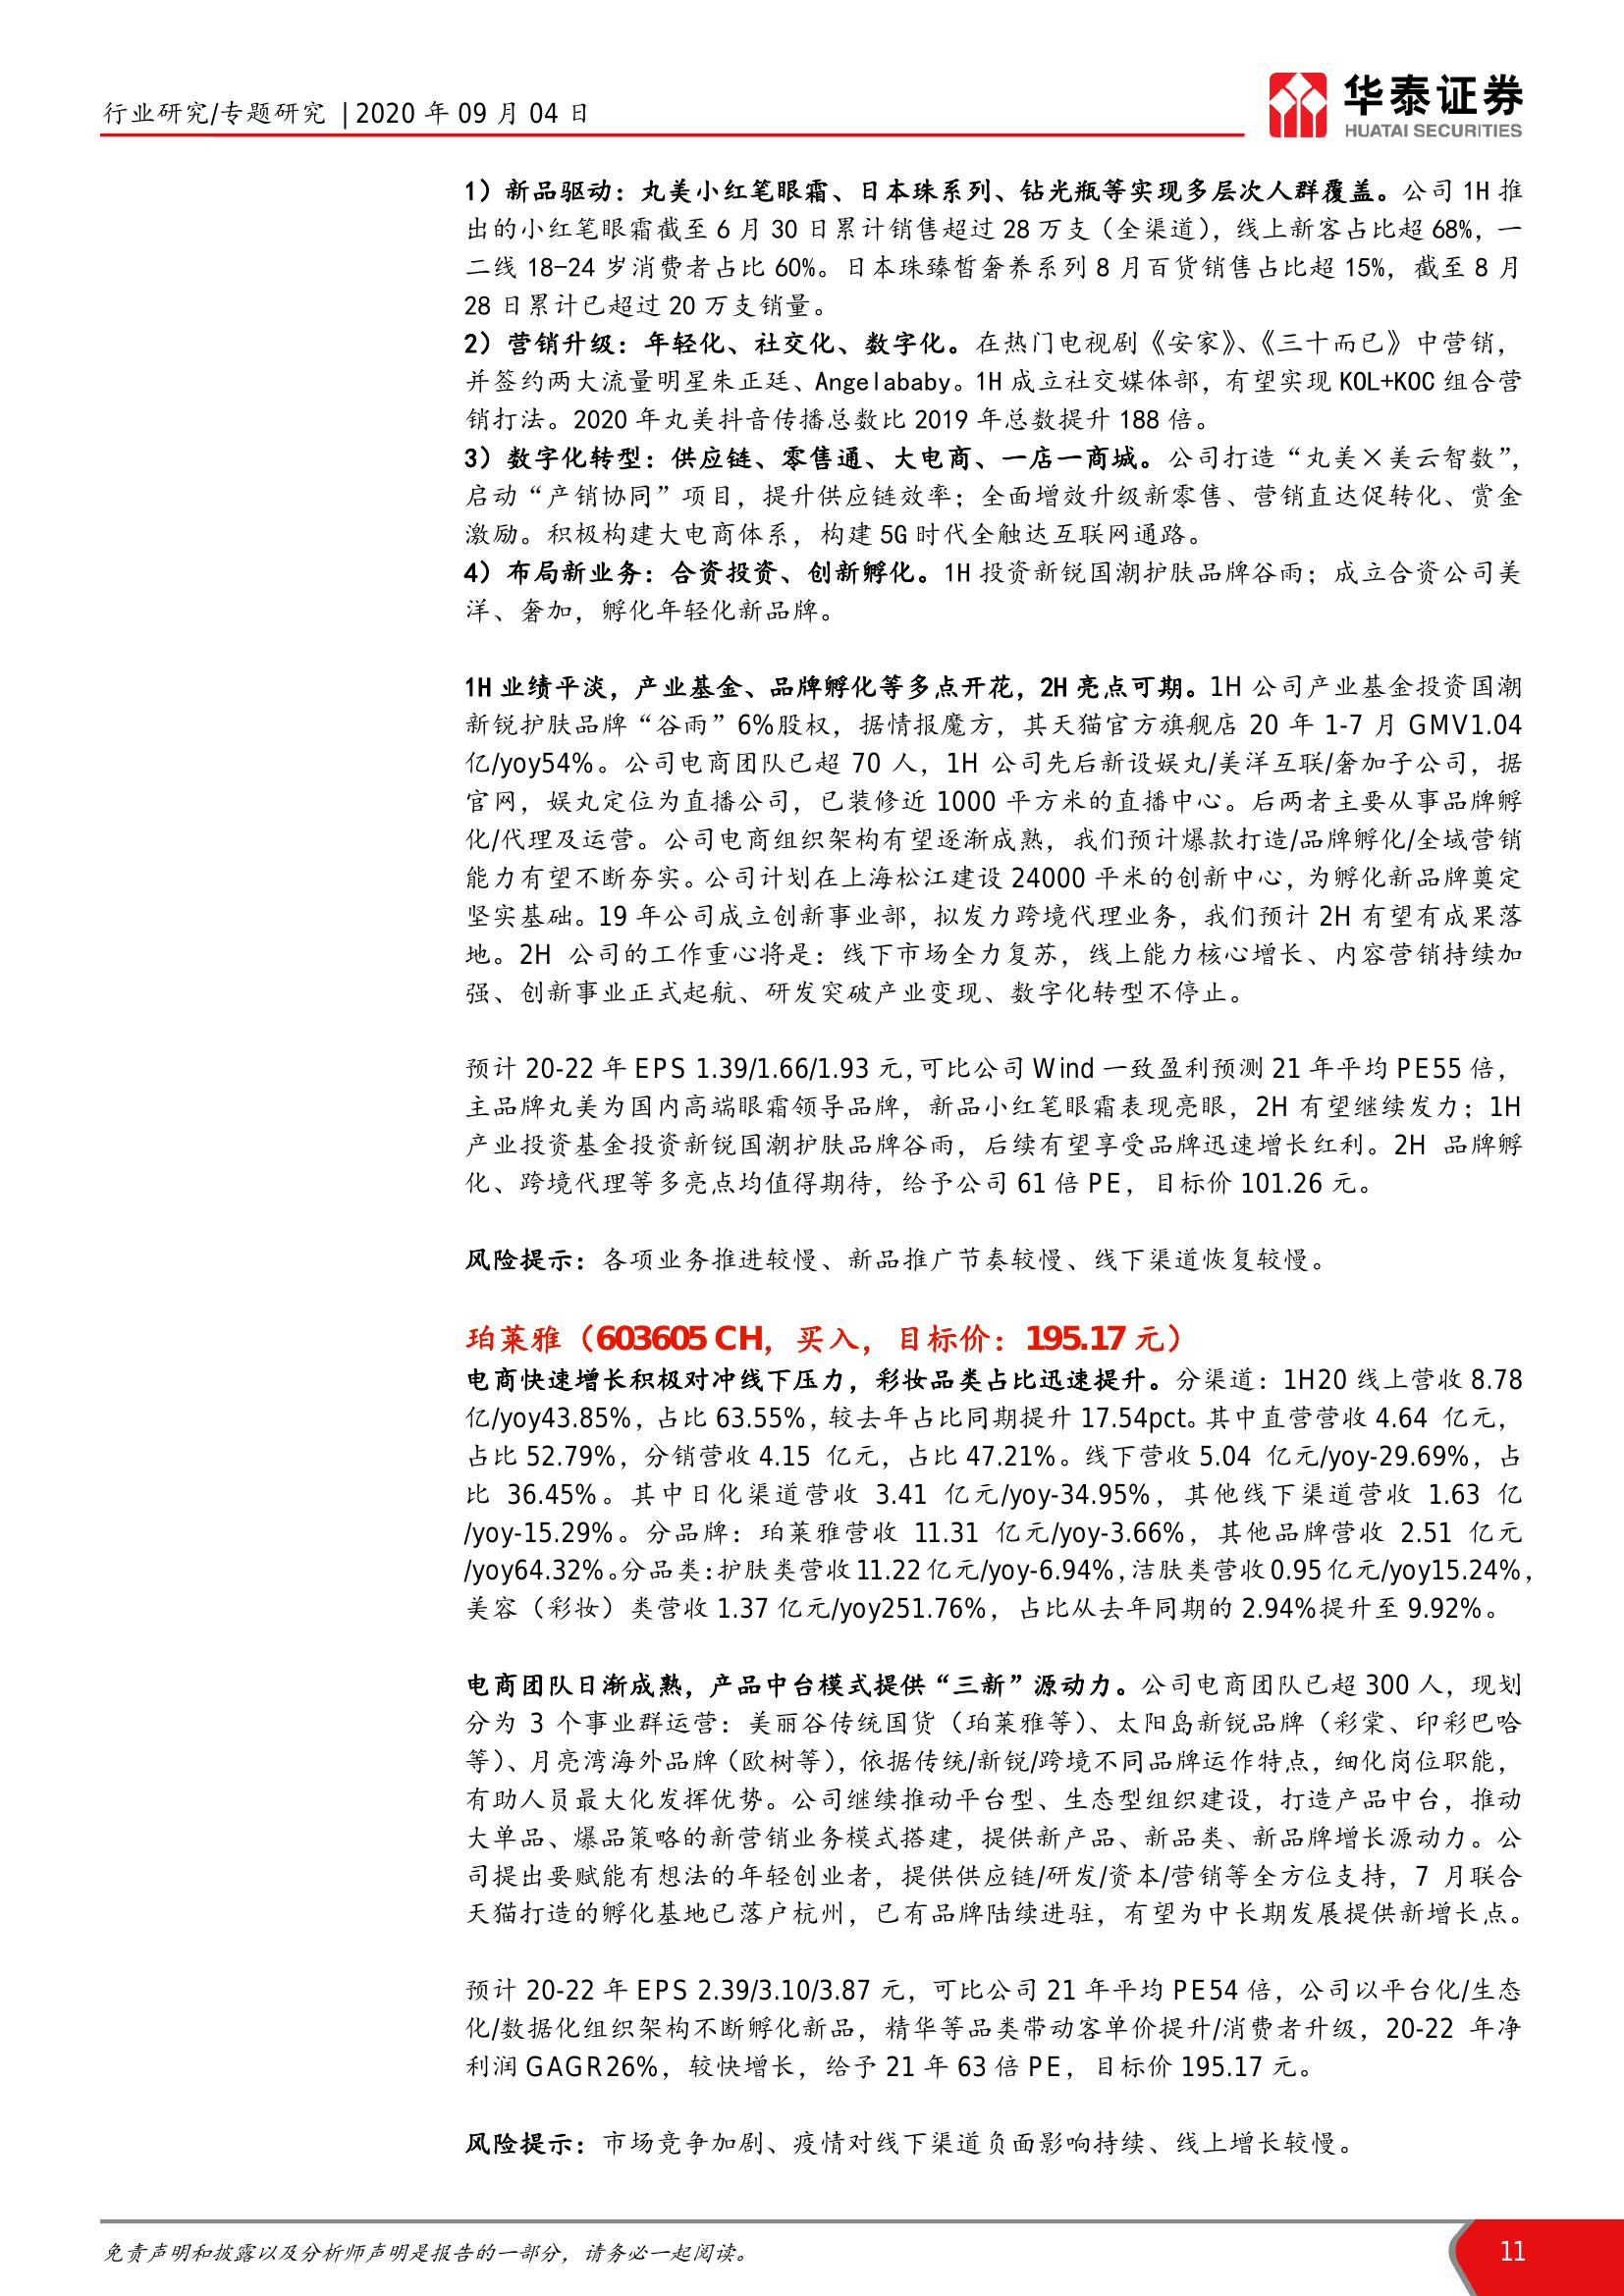 行业研究/专题研究 | 2020 年 09 月 04 日
华泰证券
HUATAI SECURITIES
1）新品驱动：丸美小红笔眼霜、日本珠系列、钻光瓶等实现多层次人群覆盖。公司 1H 推
出的小红笔眼霜截至 6 月 30 日累计销售超过 28 万支（全渠道），线上新客占比超 68%，一
二线 18-24 岁消费者占比 60%。日本珠臻皙奢养系列 8 月百货销售占比超 15%，截至 8 月
28 日累计已超过 20 万支销量。
2）营销升级：年轻化、社交化、数字化。在热门电视剧《安家》、《三十而已》中营销，
并签约两大流量明星朱正廷、Angelababy。1H 成立社交媒体部，有望实现 KOL+KOC 组合营
销打法。2020 年丸美抖音传播总数比 2019 年总数提升 188 倍。
3）数字化转型：供应链、零售通、大电商、一店一商城。公司打造“丸美×美云智数”，
启动“产销协同”项目，提升供应链效率；全面增效升级新零售、营销直达促转化、赏金
激励。积极构建大电商体系，构建 5G 时代全触达互联网通路。
4）布局新业务：合资投资、创新孵化。1H 投资新锐国潮护肤品牌谷雨；成立合资公司美
洋、奢加，孵化年轻化新品牌。
1H 业绩平淡，产业基金、品牌孵化等多点开花，2H 亮点可期。1H 公司产业基金投资国潮
新锐护肤品牌“谷雨”6%股权，据情报魔方，其天猫官方旗舰店 20 年 1-7 月 GMV1.04
亿/yoy54%。公司电商团队已超 70 人，1H 公司先后新设娱丸/美洋互联/奢加子公司，据
官网，娱丸定位为直播公司，已装修近 1000 平方米的直播中心。后两者主要从事品牌孵
化/代理及运营。公司电商组织架构有望逐渐成熟，我们预计爆款打造/品牌孵化/全域营销
能力有望不断夯实。公司计划在上海松江建设 24000 平米的创新中心，为孵化新品牌奠定
坚实基础。19 年公司成立创新事业部，拟发力跨境代理业务，我们预计 2H 有望有成果落
地。2H 公司的工作重心将是：线下市场全力复苏，线上能力核心增长、内容营销持续加
强、创新事业正式起航、研发突破产业变现、数字化转型不停止。
预计 20-22 年 EPS 1.39/1.66/1.93 元，可比公司 Wind 一致盈利预测 21 年平均 PE55 倍，
主品牌丸美为国内高端眼霜领导品牌，新品小红笔眼霜表现亮眼，2H 有望继续发力；1H
产业投资基金投资新锐国潮护肤品牌谷雨，后续有望享受品牌迅速增长红利。2H 品牌孵
化、跨境代理等多亮点均值得期待，给予公司 61 倍 PE，目标价 101.26 元。
风险提示：各项业务推进较慢、新品推广节奏较慢、线下渠道恢复较慢。
珀莱雅（603605 CH，买入，目标价：195.17 元）
电商快速增长积极对冲线下压力，彩妆品类占比迅速提升。分渠道：1H20 线上营收 8.78
亿/yoy43.85%，占比 63.55%，较去年占比同期提升 17.54pct。其中直营营收 4.64 亿元，
占比 52.79%，分销营收 4.15 亿元，占比 47.21%。线下营收 5.04 亿元/yoy-29.69%，占
比 36.45%。其中日化渠道营收 3.41 亿元/yoy-34.95%，其他线下渠道营收 1.63 亿
/yoy-15.29%。分品牌：珀莱雅营收 11.31 亿元/yoy-3.66%，其他品牌营收 2.51 亿元
/yoy64.32%。分品类：护肤类营收 11.22 亿元/yoy-6.94%，洁肤类营收 0.95 亿元/yoy15.24%，
美容（彩妆）类营收 1.37 亿元/yoy251.76%，占比从去年同期的 2.94%提升至 9.92%。
电商团队日渐成熟，产品中台模式提供“三新”源动力。公司电商团队已超 300 人，现划
分为 3 个事业群运营：美丽谷传统国货（珀莱雅等）、太阳岛新锐品牌（彩棠、印彩巴哈
等）、月亮湾海外品牌（欧树等），依据传统/新锐/跨境不同品牌运作特点，细化岗位职能，
有助人员最大化发挥优势。公司继续推动平台型、生态型组织建设，打造产品中台，推动
大单品、爆品策略的新营销业务模式搭建，提供新产品、新品类、新品牌增长源动力。公
司提出要赋能有想法的年轻创业者，提供供应链/研发/资本/营销等全方位支持，7 月联合
天猫打造的孵化基地已落户杭州，已有品牌陆续进驻，有望为中长期发展提供新增长点。
预计 20-22 年 EPS 2.39/3.10/3.87 元，可比公司 21 年平均 PE54 倍，公司以平台化/生态
化/数据化组织架构不断孵化新品，精华等品类带动客单价提升/消费者升级，20-22 年净
利润 GAGR26%，较快增长，给予 21 年 63 倍 PE，目标价 195.17 元。
风险提示：市场竞争加剧、疫情对线下渠道负面影响持续、线上增长较慢。
免责声明和披露以及分析师声明是报告的一部分，请务必一起阅读。
11